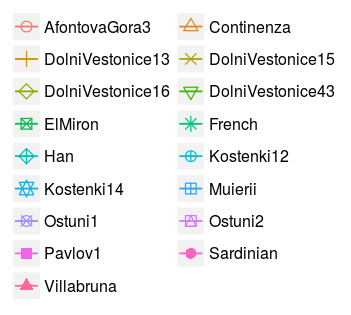 AfontovaGora3 Continenza
DolniVestonice13 DolniVestonice15
DolniVestonice16 DolniVestonice43
ElMiron French
Han Kostenki12
Kostenki14 Muierii
Ostuni1 Ostuni2
Pavlov1 Sardinian
Villabruna